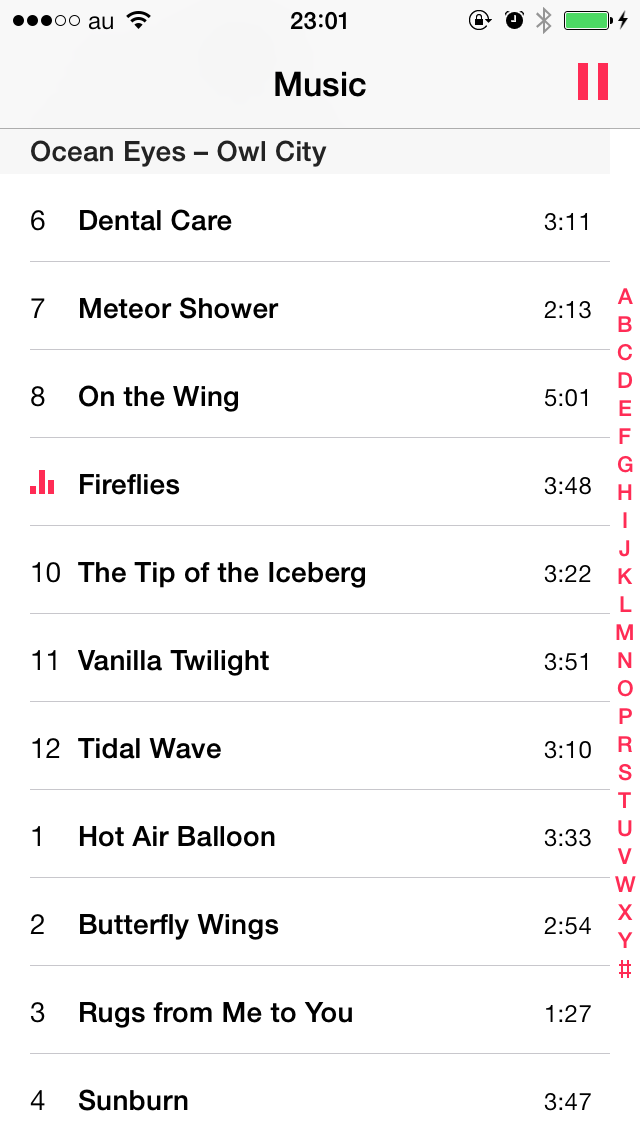 au 23:01
Music
Ocean Eyes – Owl City
6 Dental Care 3:11
7 Meteor Shower 2:13
8 On the Wing 5:01
Fireflies 3:48
10 The Tip of the Iceberg 3:22
11 Vanilla Twilight 3:51
12 Tidal Wave 3:10
1 Hot Air Balloon 3:33
2 Butterfly Wings 2:54
3 Rugs from Me to You 1:27
4 Sunburn 3:47
A
B
C
D
E
F
G
H
I
J
K
L
M
N
O
P
R
S
T
U
V
W
X
Y
#